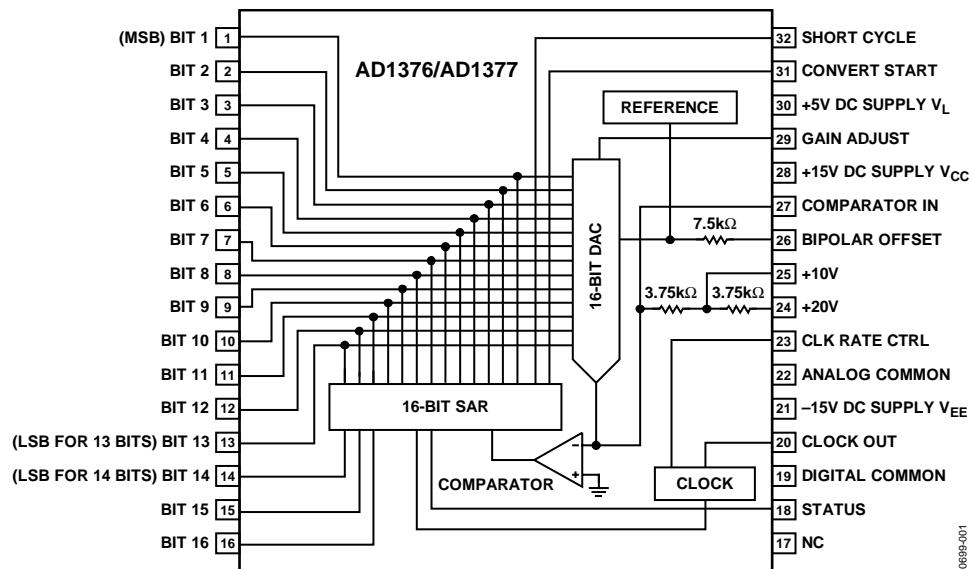 (MSB) BIT 1 1
BIT 2 2
BIT 3 3
BIT 4 4
BIT 5 5
BIT 6 6
BIT 7 7
BIT 8 8
BIT 9 9
BIT 10 10
BIT 11 11
BIT 12 12
(LSB FOR 13 BITS) BIT 13 13
(LSB FOR 14 BITS) BIT 14 14
BIT 15 15
BIT 16 16
AD1376/AD1377
REFERENCE
16-BIT DAC
7.5kΩ
3.75kΩ 3.75kΩ
16-BIT SAR
–
+
COMPARATOR
CLOCK
32 SHORT CYCLE
31 CONVERT START
30 +5V DC SUPPLY VL
29 GAIN ADJUST
28 +15V DC SUPPLY VCC
27 COMPARATOR IN
26 BIPOLAR OFFSET
25 +10V
24 +20V
23 CLK RATE CTRL
22 ANALOG COMMON
21 –15V DC SUPPLY VEE
20 CLOCK OUT
19 DIGITAL COMMON
18 STATUS
17 NC
0699-001